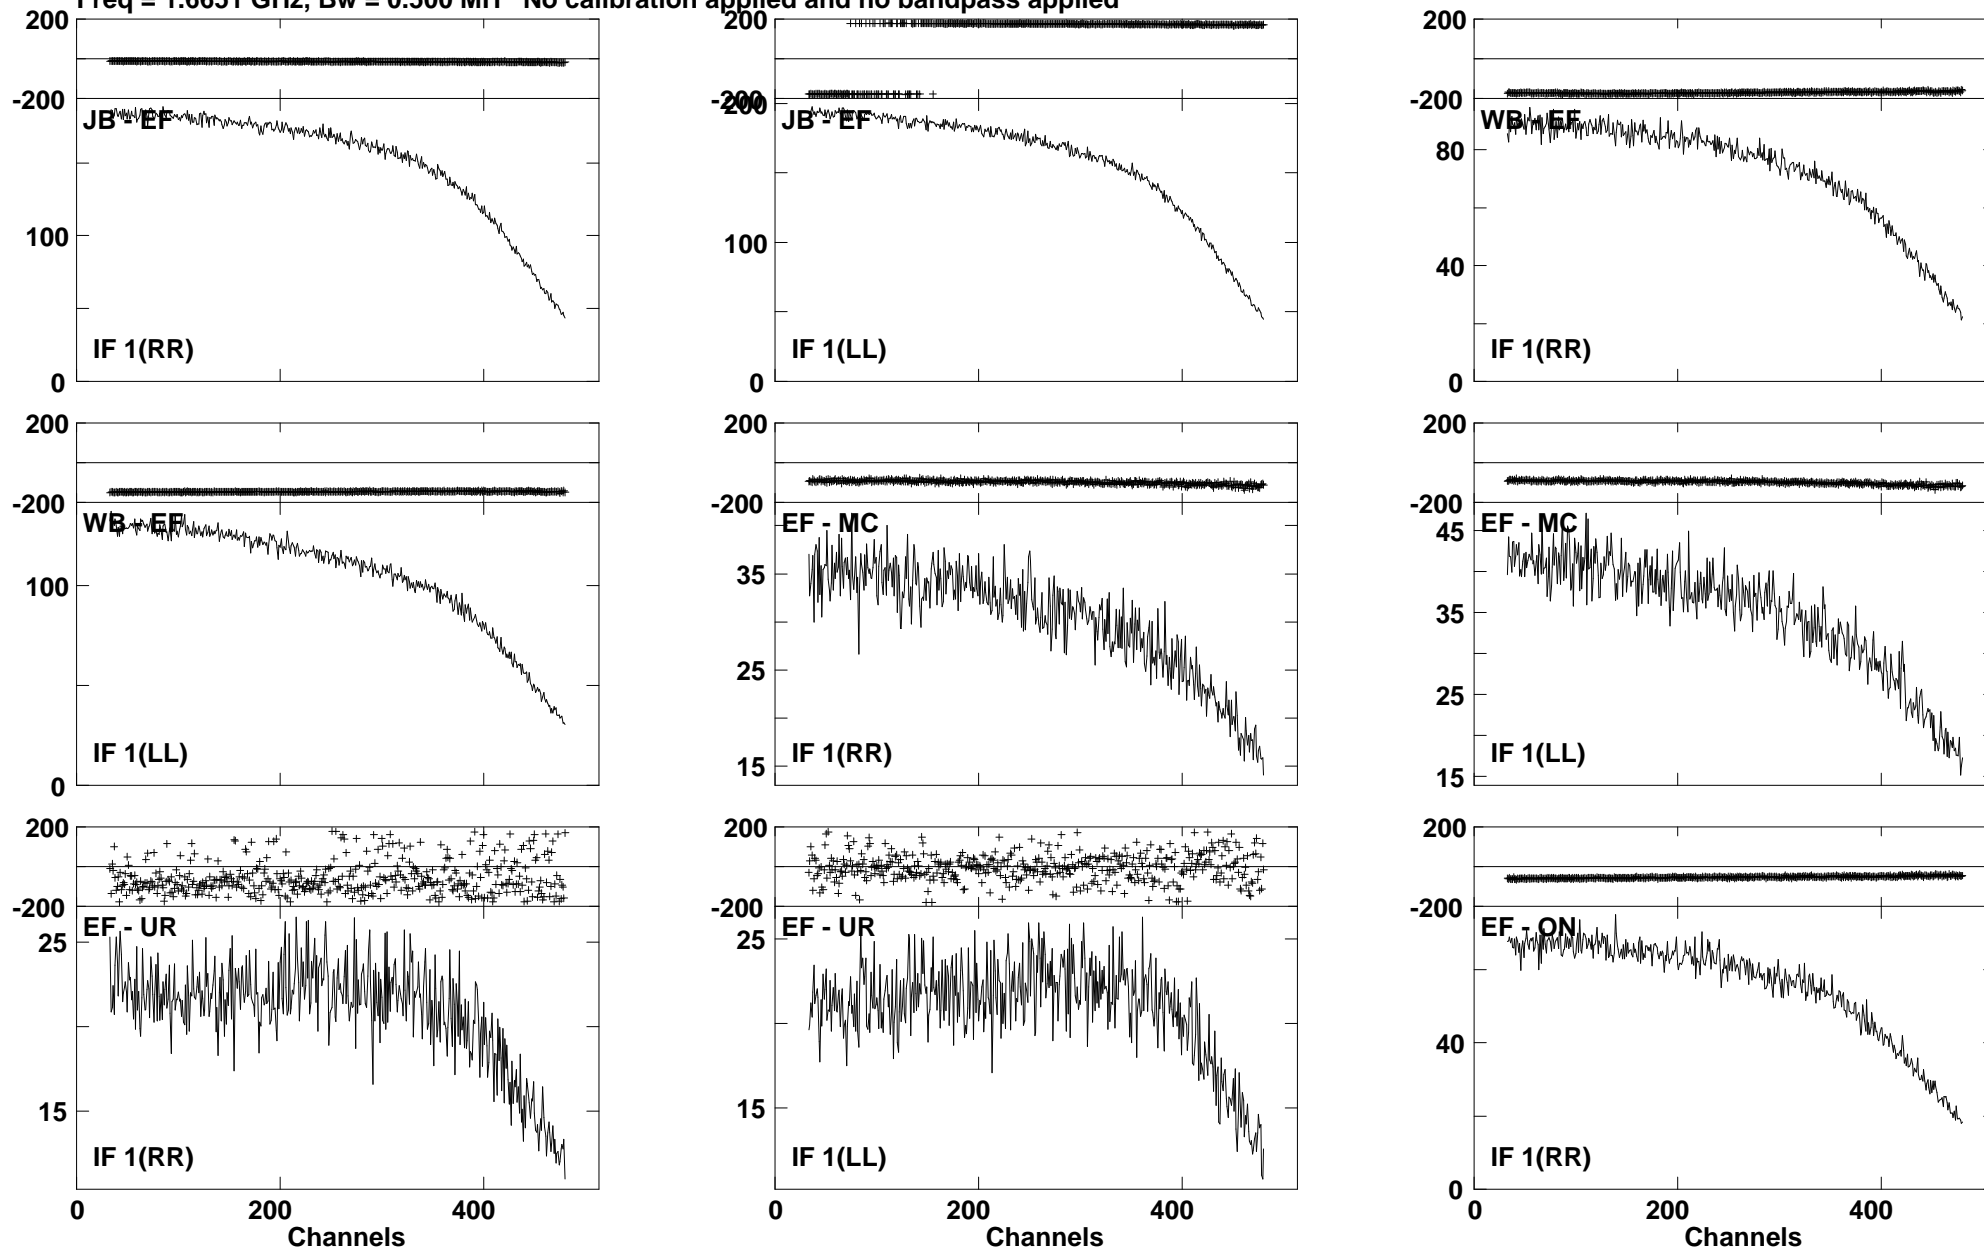 Freq = 1.6651 GHz, Bw = 0.500 MH No calibration applied and no bandpass applied
200
-200
JB - EF
100
IF 1(RR)
0
200
-200
200
JB - EF
100
IF 1(LL)
0
200
-200
WB - EF
80
40
IF 1(RR)
0
200
-200
WB - EF
100
IF 1(LL)
0
200
-200
EF - MC
35
25
15
IF 1(RR)
200
-200
EF - MC
45
35
25
15
IF 1(LL)
200
-200
EF - UR
25
15
IF 1(RR)
0 200 400
Channels
200
-200
EF - UR
25
15
IF 1(LL)
0 200 400
Channels
200
-200
EF - ON
40
0
IF 1(RR)
0 200 400
Channels